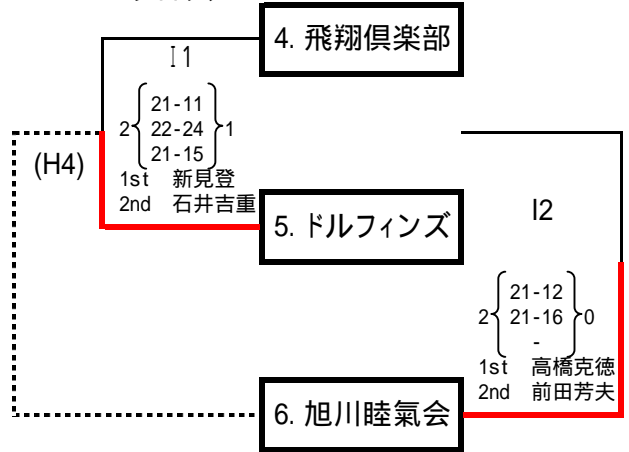 4. 飛翔倶楽部
I1
21-11
2 22-24 1
21-15
1st 新見登
2nd 石井吉重
(H4)
5. ドルフィンズ
I2
21-12
2 21-16 0
-
1st 高橋克徳
2nd 前田芳夫
6. 旭川睦氣会